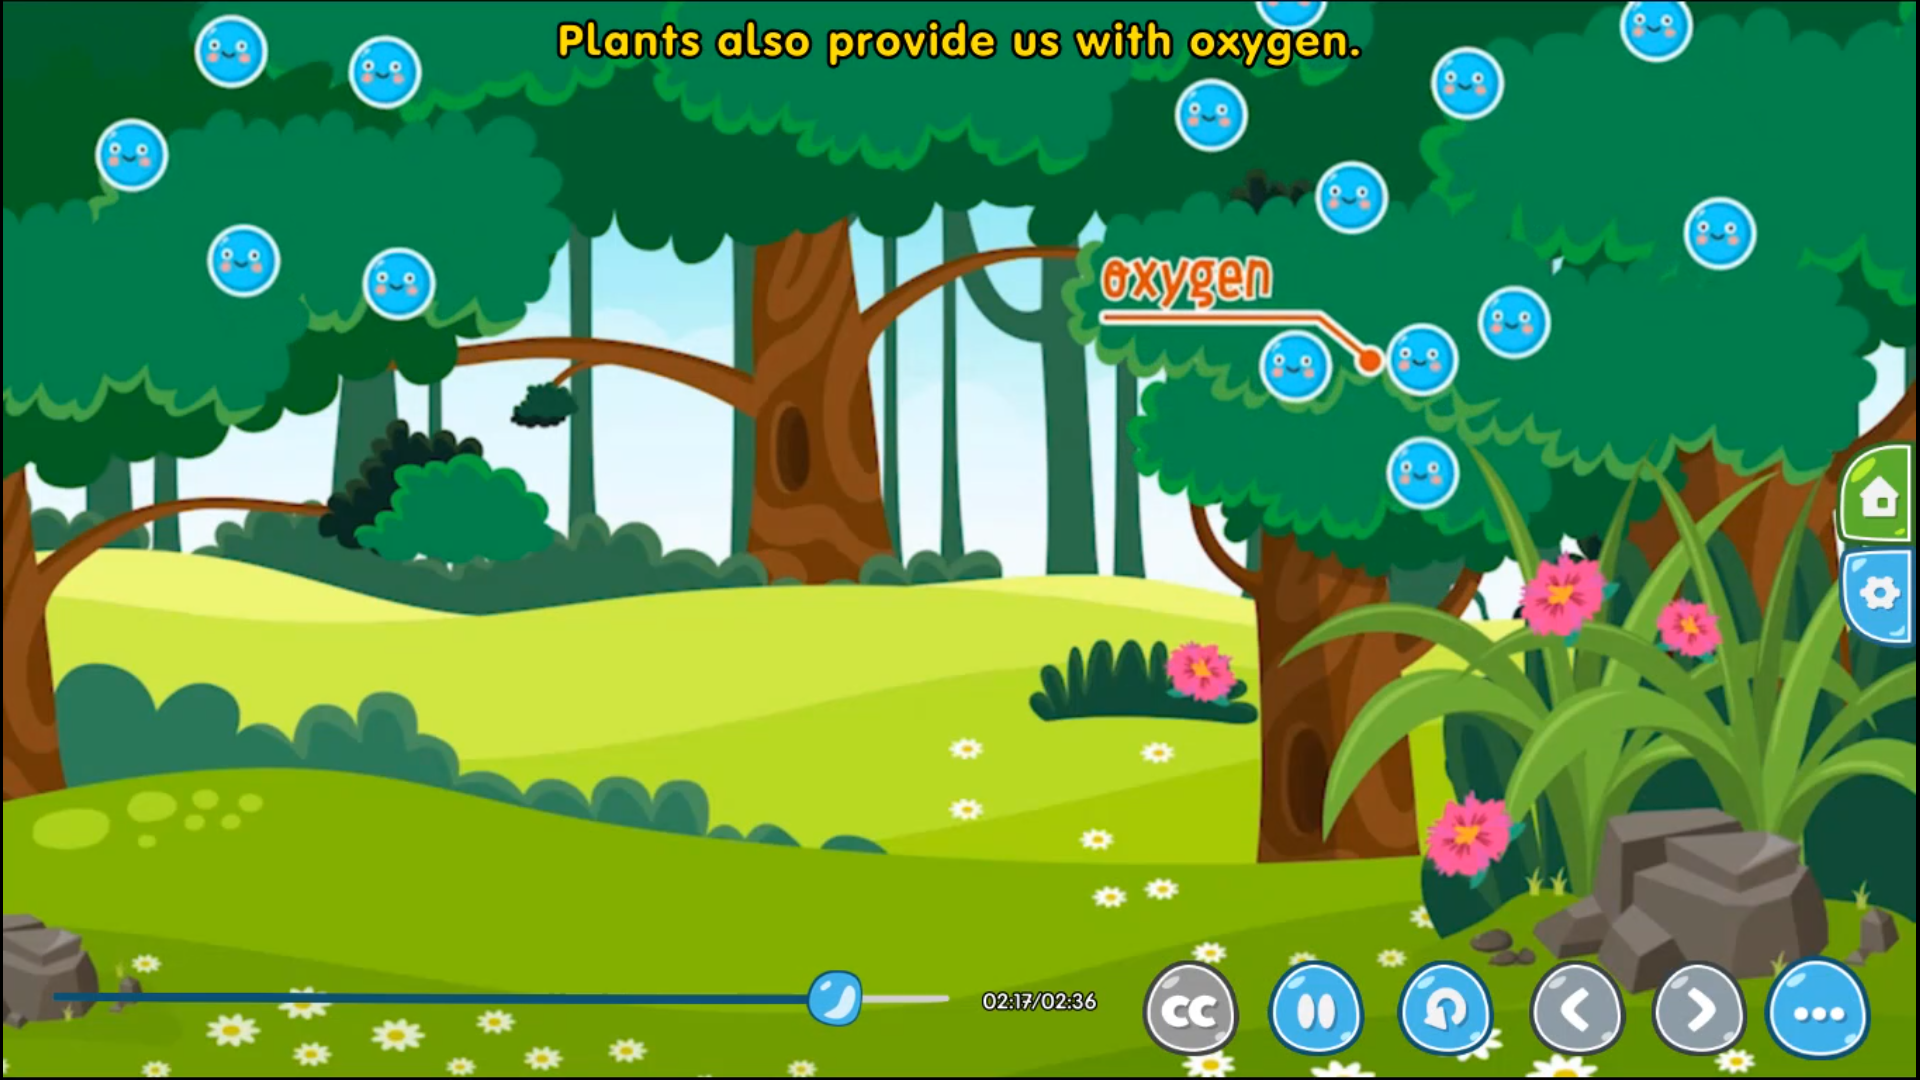 Plants also provide us with oxygen.
oxygen
02:17/02:36
CC